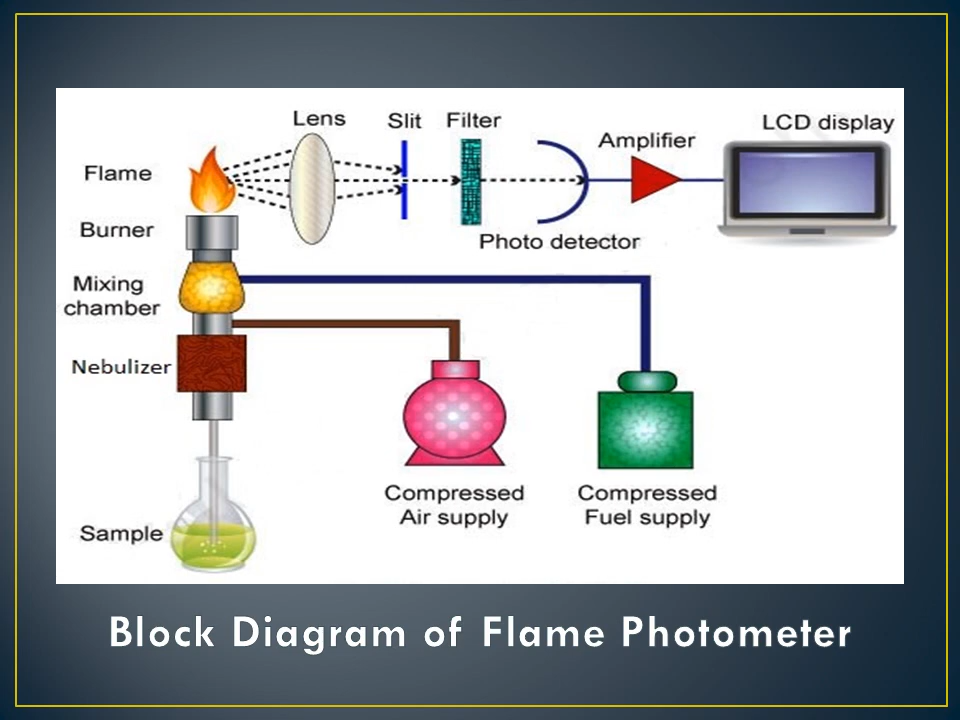 Lens
Slit
Filter
LCD display
Amplifier
Flame
Burner
Photo detector
Mixing
chamber
Nebulizer
Compressed
Air supply
Compressed
Fuel supply
Sample
Block Diagram of Flame Photometer